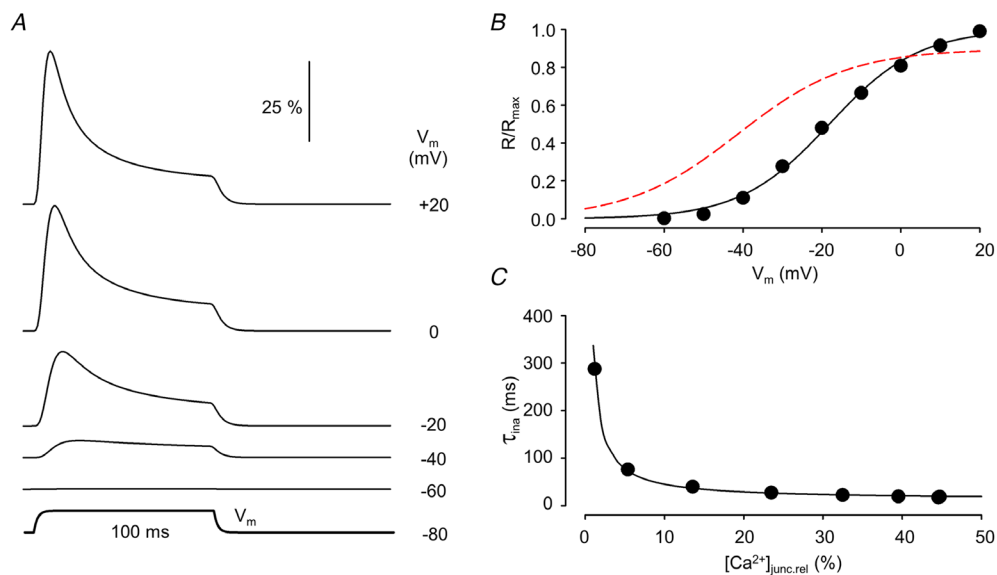 A
25 %
Vm
(mV)
+20
0
-20
-40
-60
Vm
100 ms
-80
B
R/Rmax
1.0
0.8
0.6
0.4
0.2
0.0
-80 -60 -40 -20 0 20
Vm (mV)
C
τina (ms)
400
300
200
100
0
0 10 20 30 40 50
[Ca2+]junc.rel (%)